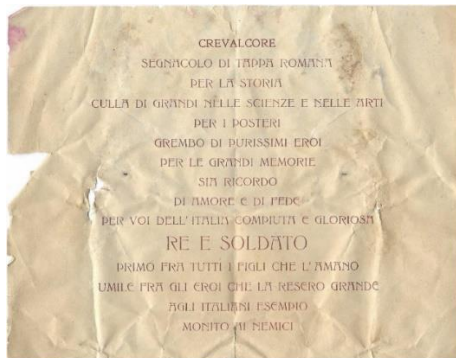 CREVALCORE
SEGNACOLO DI TAPPA ROMANA
PER LA STORIA
CULLA DI GRANDI NELLE SCIENZE E NELLE ARTI
PER I POSTERI
GREMBO DI PURISSIMI EROI
PER LE GRANDI MEMORIE
SIA RICORDO
DI AMORE E DI FEDE
PER VOI DELL'ITALIA COMPIUTA E GLORIOSA
RE E SOLDATO
PRIMO FRA TUTTI I FIGLI CHE L'AMANO
UMILE FRA GLI EROI CHE LA RESERO GRANDE
AGLI ITALIANI ESEMPIO
MONITO AI NEMICI